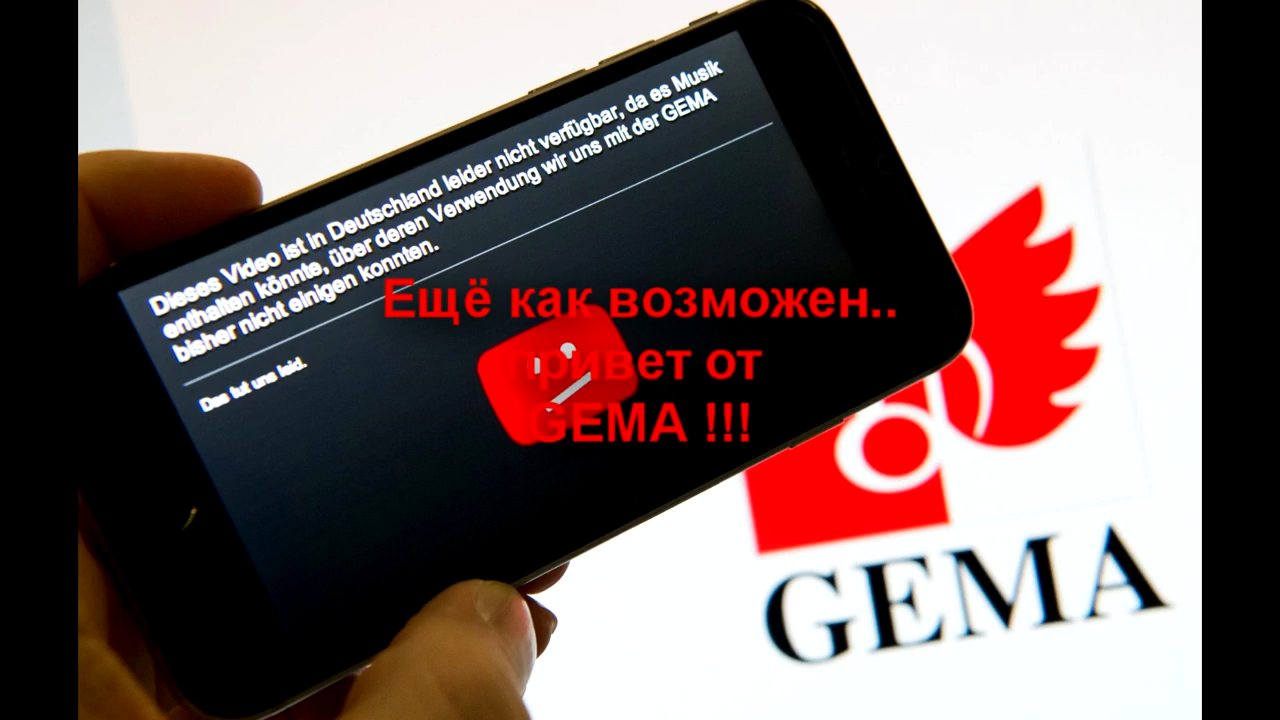 Dieses Video ist in Deutschland leider nicht verfügbar, da es Musik
enthalten könnte, über deren Verwendung wir uns mit der GEMA
bisher nicht einigen konnten.
Das tut uns leid.
Ещё как возможен..
привет от
GEMA !!!
GEMA